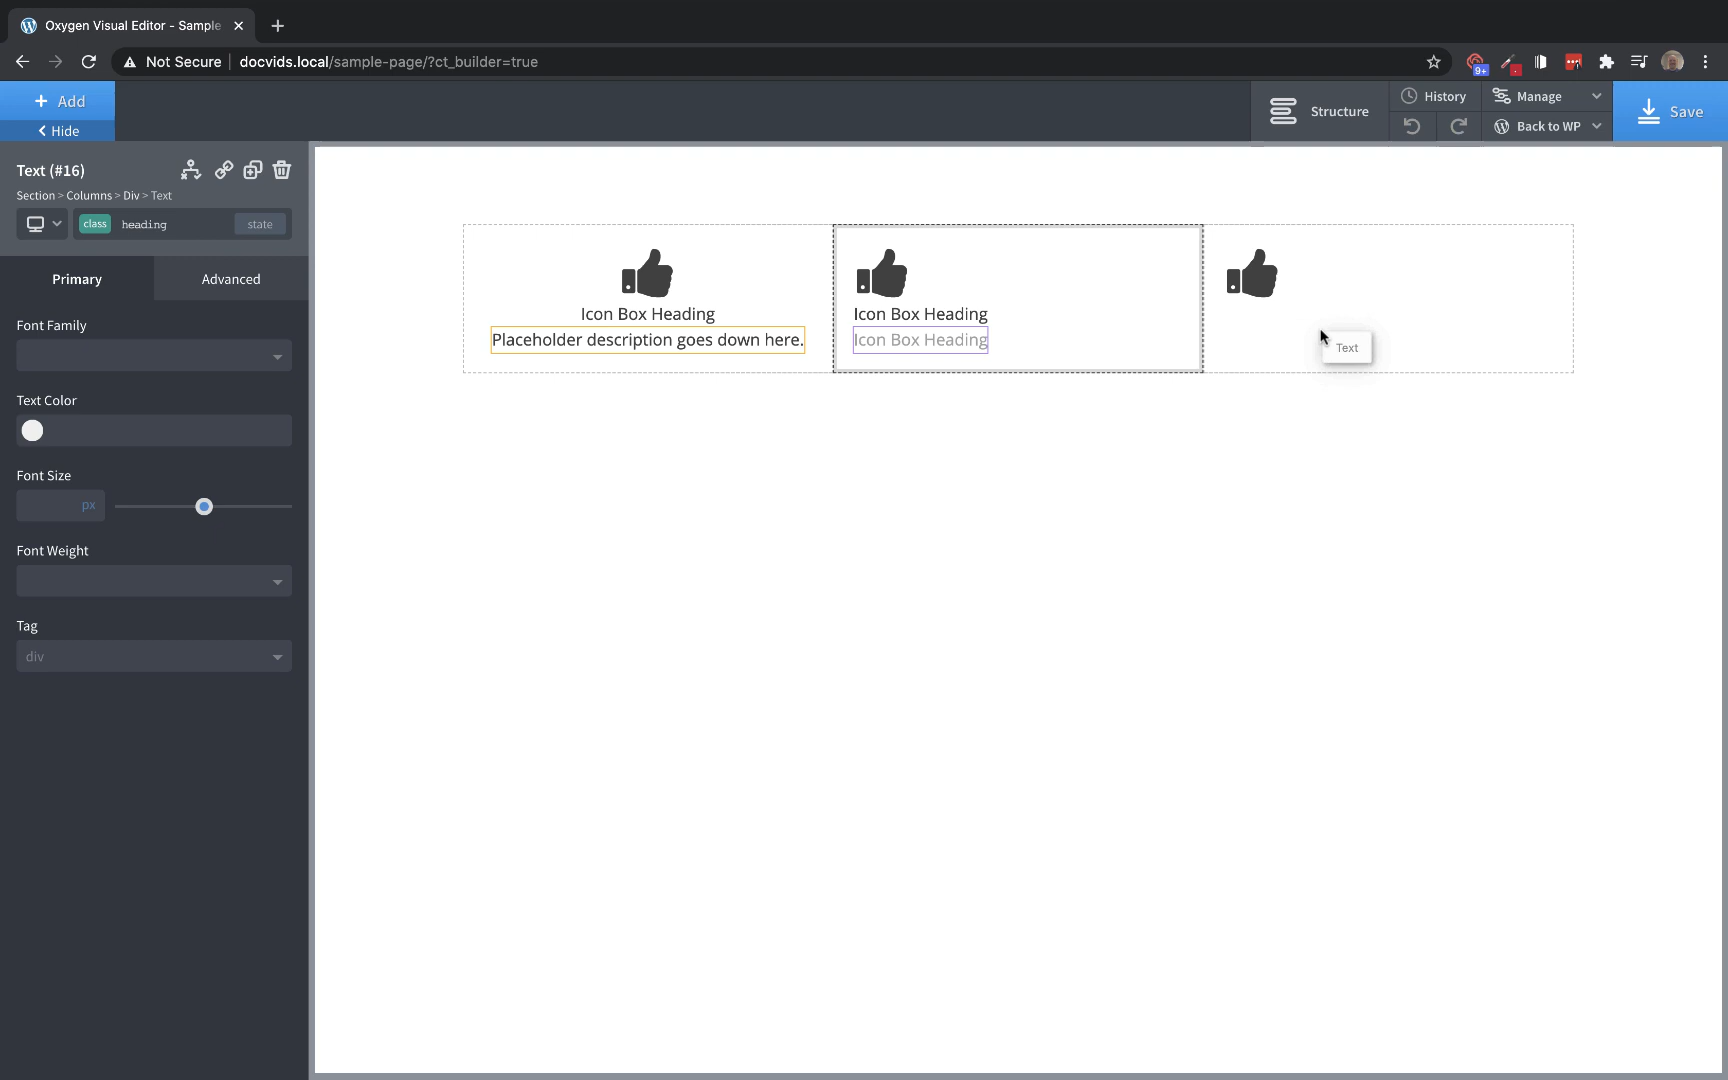 Oxygen Visual Editor - Sample
Not Secure
docvids.local/sample-page/?ct_builder=true
9+
+ Add
Hide
Structure
History
Manage
Back to WP
Save
Text (#16)
Section > Columns > Div > Text
class heading state
Primary
Advanced
Font Family
Text Color
Font Size
px
Font Weight
Tag
div
Icon Box Heading
Placeholder description goes down here.
Icon Box Heading
Icon Box Heading
Text